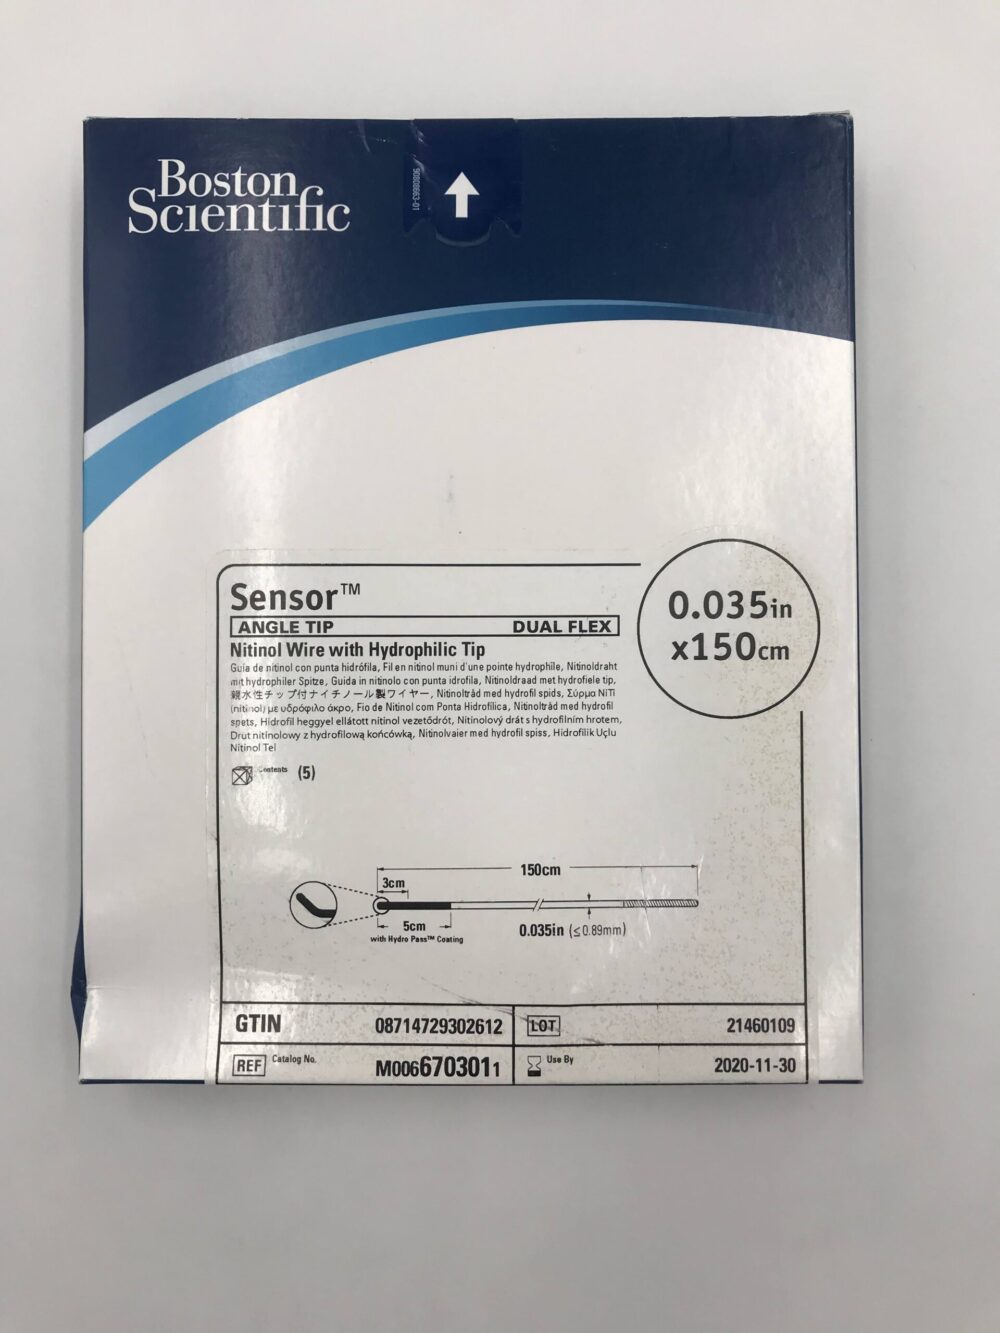 Boston
Scientific
90808663-01
Sensor™
ANGLE TIP DUAL FLEX
Nitinol Wire with Hydrophilic Tip
Guía de nitinol con punta hidrófila, Fil en nitinol muni d'une pointe hydrophile, Nitinoldraht
mit hydrophiler Spitze, Guida in nitinolo con punta idrofila, Nitinoldraad met hydrofiele tip,
親水性チップ付ナイチノール製ワイヤー, Nitinoltråd med hydrofil spids, Σύρμα NiTi
(nitinol) με υδρόφιλο άκρο, Fio de Nitinol com Ponta Hidrofílica, Nitinoltråd med hydrofil
spets, Hidrofil heggyel ellátott nitinol vezetődrót, Nitinolový drát s hydrofilním hrotem,
Drut nitinolowy z hydrofilową końcówką, Nitinolvaier med hydrofil spiss, Hidrofilik Uçlu
Nitinol Tel
0.035in
x150cm
Contents (5)
150cm
3cm
5cm
with Hydro Pass™ Coating
0.035in (≤0.89mm)
GTIN 08714729302612
LOT 21460109
REF Catalog No. M0066703011
Use By 2020-11-30